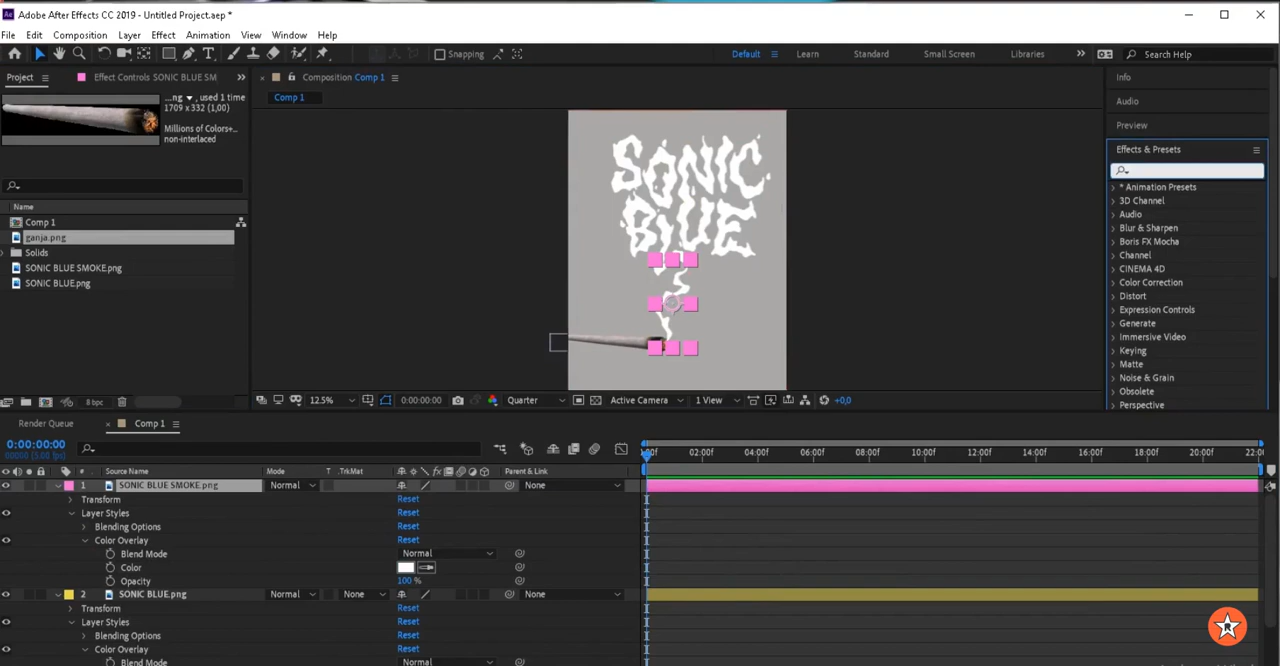 Ae Adobe After Effects CC 2019 - Untitled Project.aep *
File Edit Composition Layer Effect Animation View Window Help
Snapping Default Learn Standard Small Screen Libraries Search Help
Project Effect Controls SONIC BLUE SM Composition Comp 1 Info
...ng , used 1 time
1709 x 332 (1,00)
Millions of Colors+...
non-interlaced
Comp 1
Audio
Preview
Effects & Presets
* Animation Presets
3D Channel
Audio
Blur & Sharpen
Boris FX Mocha
Channel
CINEMA 4D
Color Correction
Distort
Expression Controls
Generate
Immersive Video
Keying
Matte
Noise & Grain
Obsolete
Perspective
Name
Comp 1
ganja.png
Solids
SONIC BLUE SMOKE.png
SONIC BLUE.png
SONIC
BLUE
8 bpc 12.5% 0:00:00:00 Quarter Active Camera 1 View +0,0
Render Queue Comp 1
0:00:00:00
# Source Name Mode T .TrkMat Parent & Link
02:00f 04:00f 06:00f 08:00f 10:00f 12:00f 14:00f 16:00f 18:00f 20:00f
1 SONIC BLUE SMOKE.png Normal None
Transform Reset
Layer Styles Reset
Blending Options Reset
Color Overlay Reset
Blend Mode Normal
Color
Opacity 100 %
2 SONIC BLUE.png Normal None None
Transform Reset
Layer Styles Reset
Blending Options Reset
Color Overlay Reset
Blend Mode Normal
R